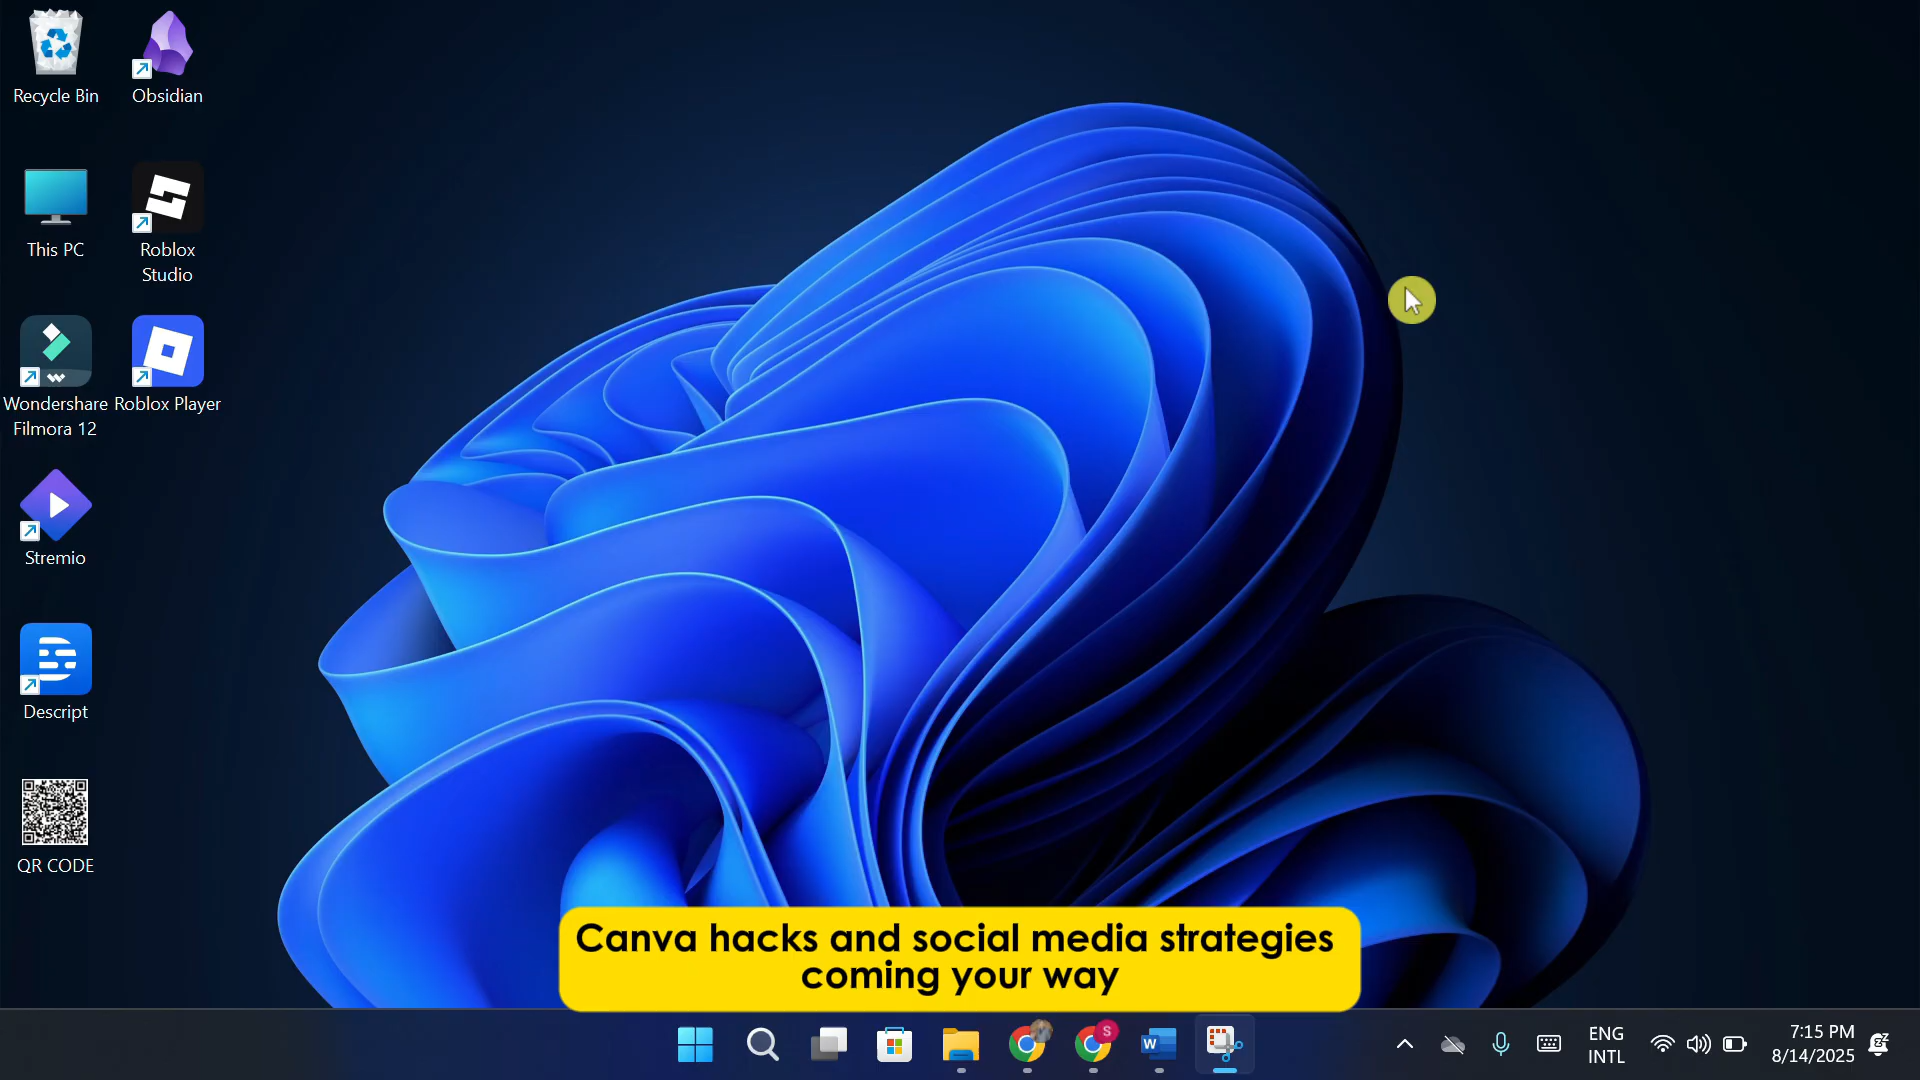 Recycle Bin
Obsidian
This PC
Roblox
Studio
Wondershare
Filmora 12
Roblox Player
Stremio
Descript
QR CODE
Canva hacks and social media strategies
coming your way
W
S
ENG
INTL
7:15 PM
8/14/2025